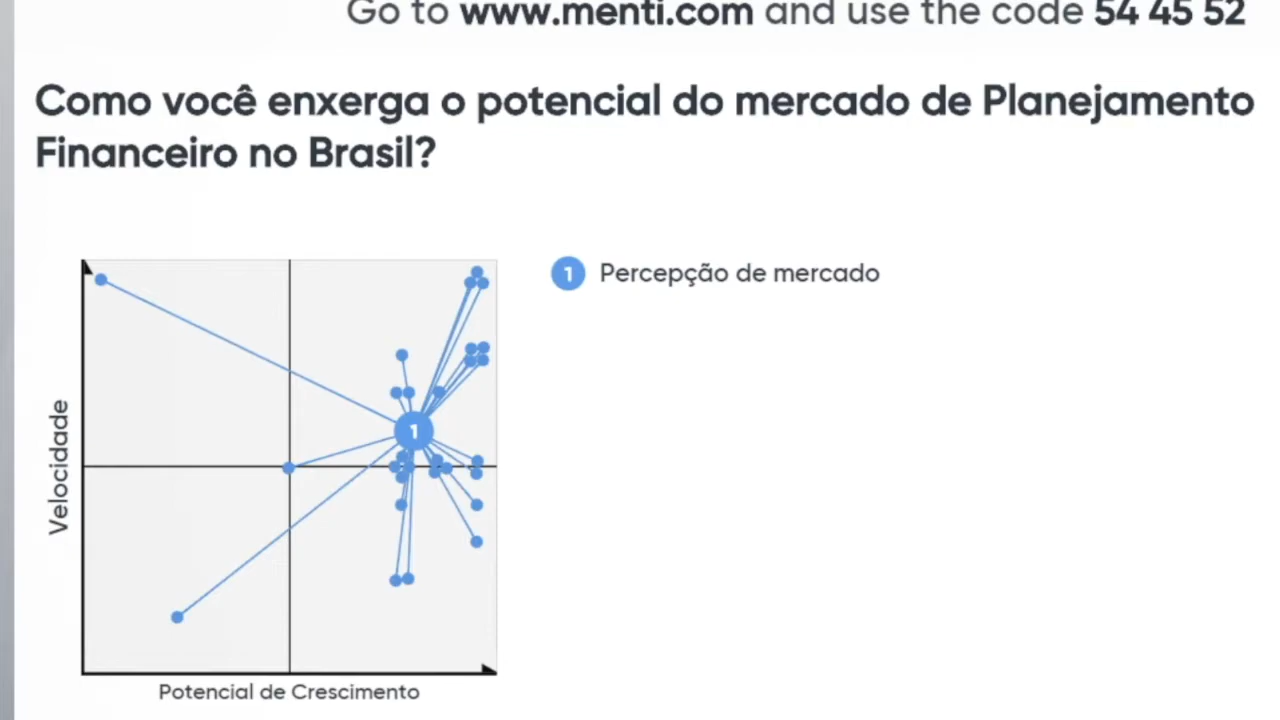 Go to www.menti.com and use the code 54 45 52
Como você enxerga o potencial do mercado de Planejamento
Financeiro no Brasil?
1 Percepção de mercado
1
Velocidade
Potencial de Crescimento